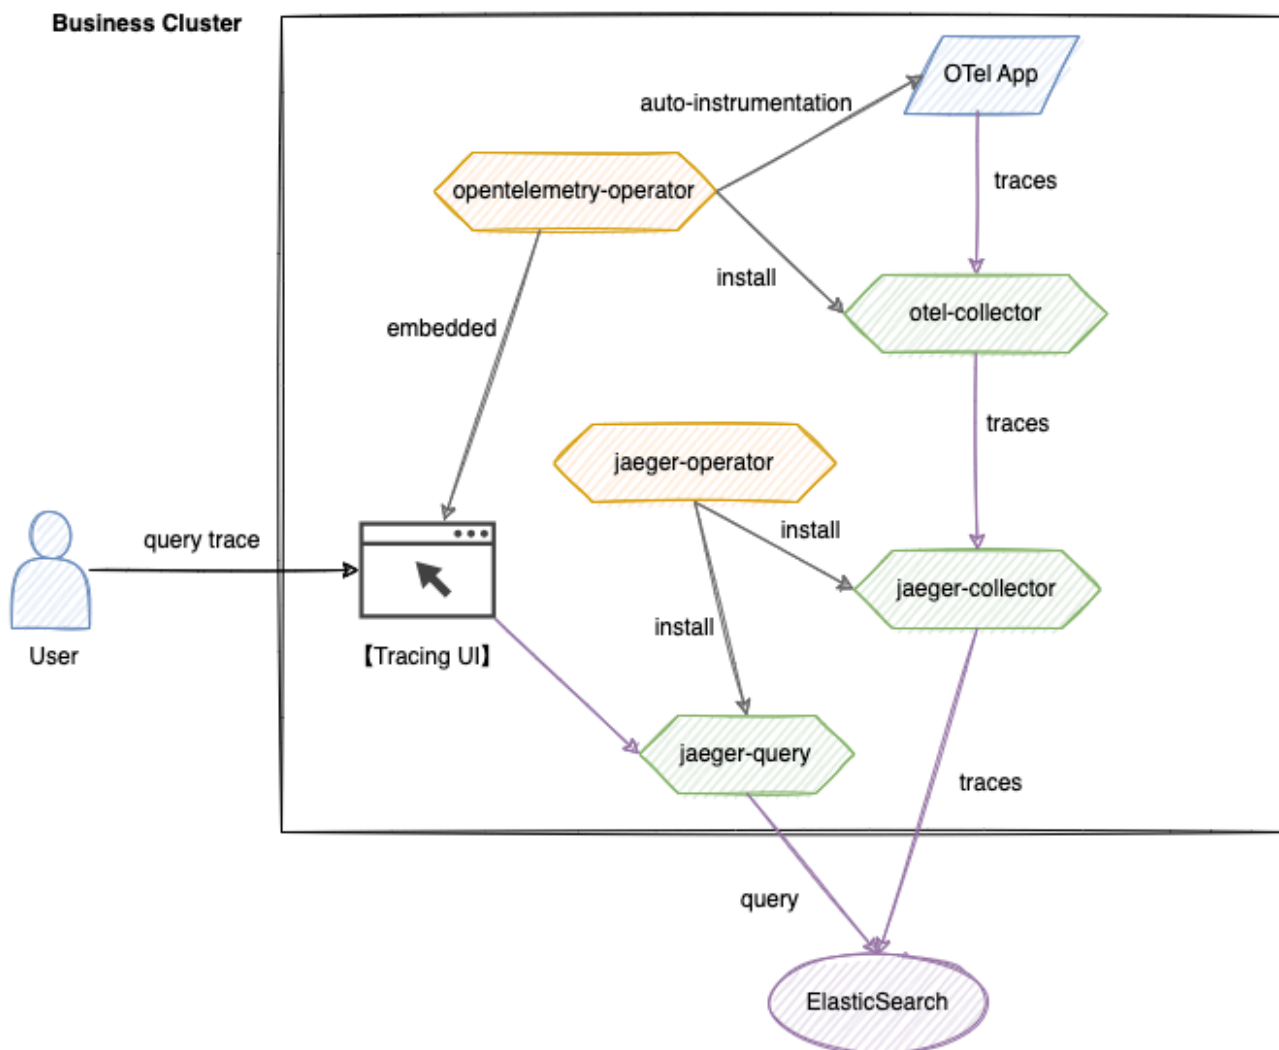 Business Cluster
OTel App
auto-instrumentation
opentelemetry-operator
traces
install
otel-collector
embedded
traces
jaeger-operator
install
query trace
jaeger-collector
install
User
【Tracing UI】
jaeger-query
traces
query
ElasticSearch